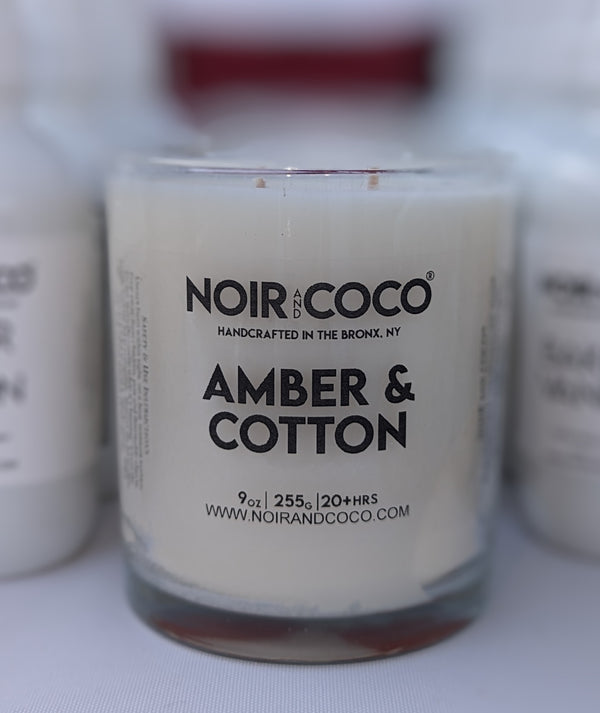 NOIR AND COCO®
HANDCRAFTED IN THE BRONX, NY
AMBER &
COTTON
9OZ | 255G | 20+HRS
WWW.NOIRANDCOCO.COM